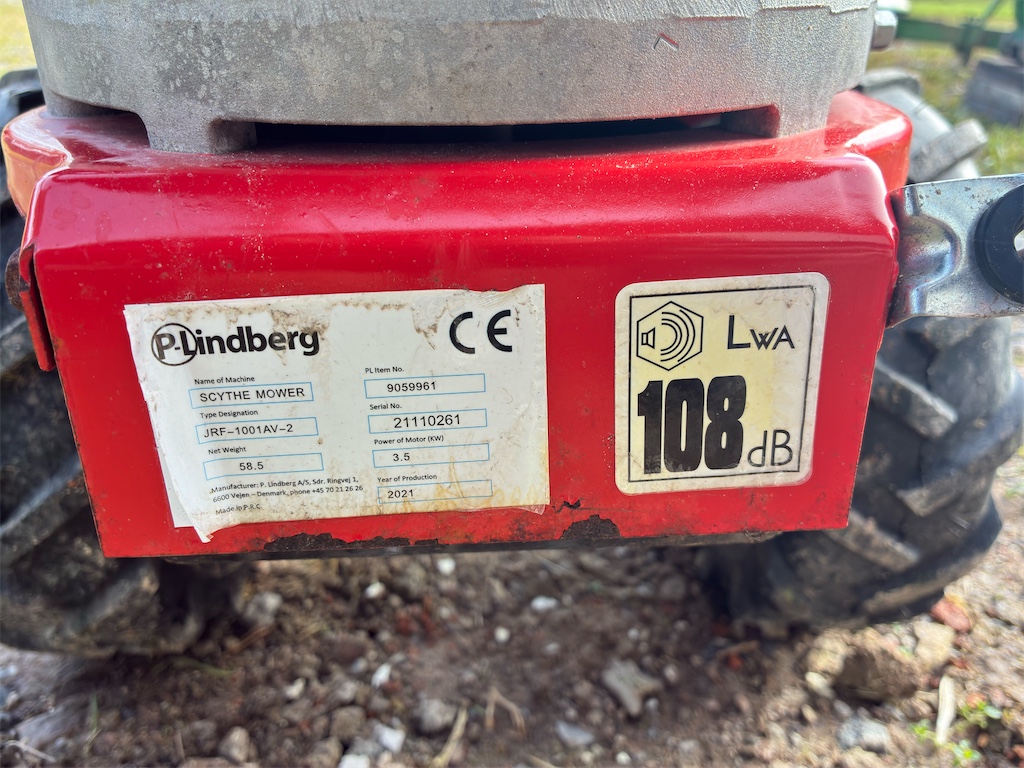 P-Lindberg
CE
Name of Machine
SCYTHE MOWER
Type Designation
JRF-1001AV-2
Net Weight
58.5
PL Item No.
9059961
Serial No.
21110261
Power of Motor (KW)
3.5
Year of Production
2021
Manufacturer: P. Lindberg A/S, Sdr. Ringvej 1,
6600 Vejen – Denmark, phone +45 70 21 26 26
Made in P.R.C.
LWA
108 dB